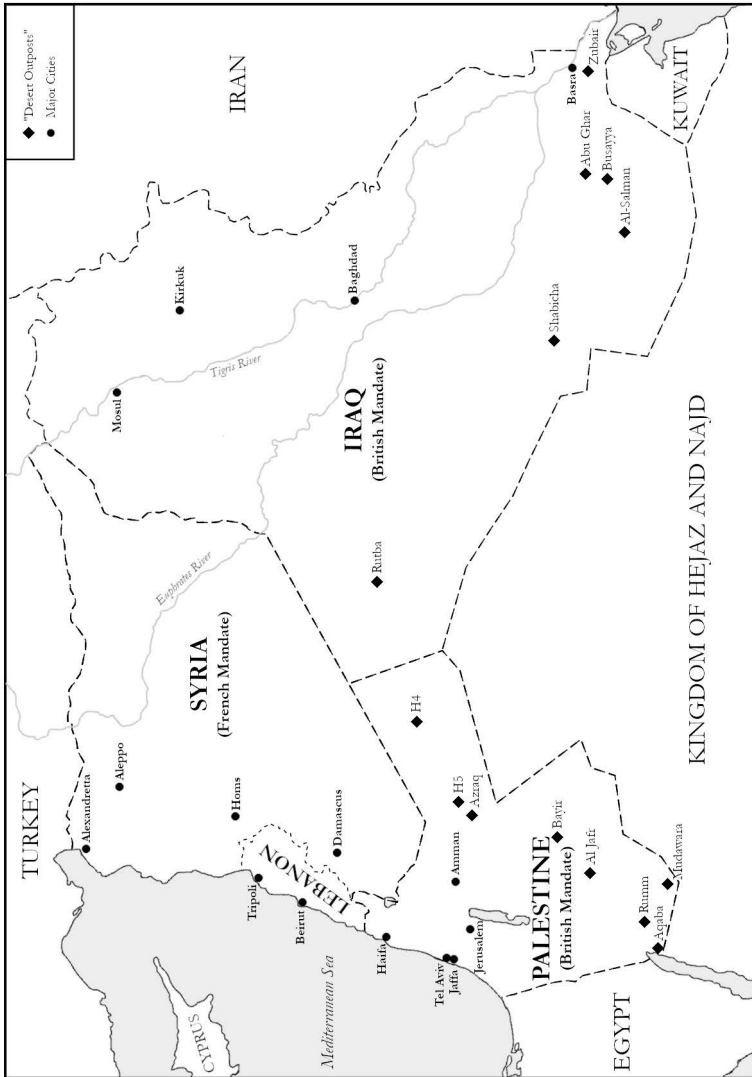 "Desert Outposts"
Major Cities
TURKEY
IRAN
Alexandretta
Aleppo
Mosul
Kirkuk
CYPRUS
Euphrates River
Tigris River
SYRIA
(French Mandate)
Homs
Tripoli
LEBANON
Beirut
Damascus
Mediterranean Sea
Baghdad
IRAQ
(British Mandate)
Rutba
Haifa
H4
Tel Aviv
Jaffa
Amman
H5
Azraq
Jerusalem
PALESTINE
(British Mandate)
Bayir
Al Jafr
Shabicha
Basra
Zubair
Abu Ghar
Busayya
Al-Salman
KUWAIT
Rumm
Aqaba
Mudawara
EGYPT
KINGDOM OF HEJAZ AND NAJD